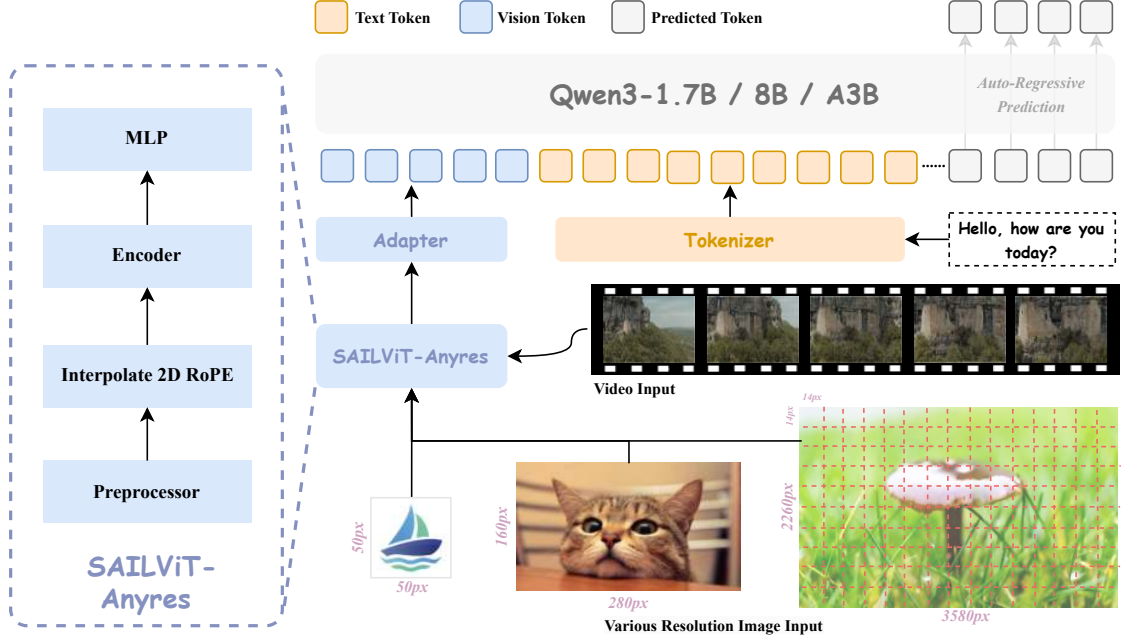 Text Token
Vision Token
Predicted Token
Qwen3-1.7B / 8B / A3B
Auto-Regressive
Prediction
MLP
Encoder
Interpolate 2D RoPE
Preprocessor
SAILViT-
Anyres
Adapter
Tokenizer
Hello, how are you
today?
SAILViT-Anyres
Video Input
14px
14px
50px
50px
160px
280px
2260px
3580px
Various Resolution Image Input